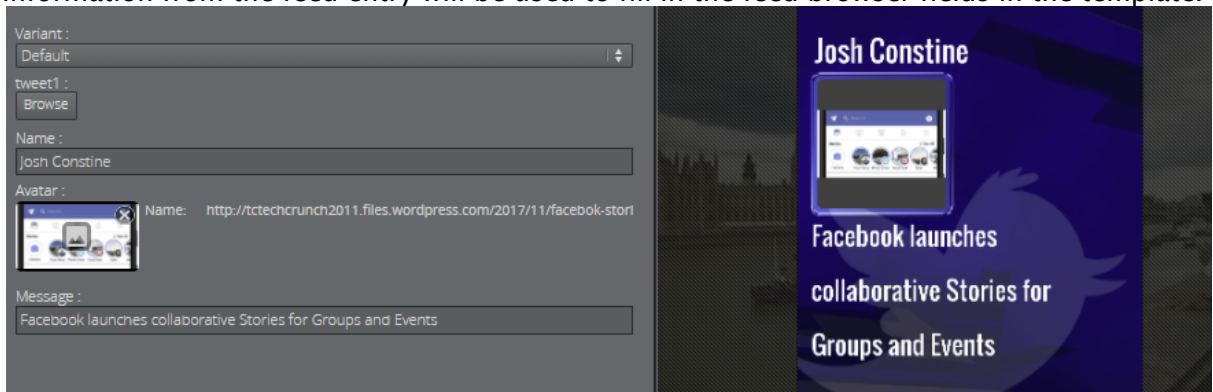 information from the feed entry will be used to fill in the feed browser fields in the template.
Variant :
Default
tweet1 :
Browse
Name :
Josh Constine
Avatar :
Name: http://tctechcrunch2011.files.wordpress.com/2017/11/facebok-stori
Message :
Facebook launches collaborative Stories for Groups and Events
Josh Constine
Facebook launches
collaborative Stories for
Groups and Events